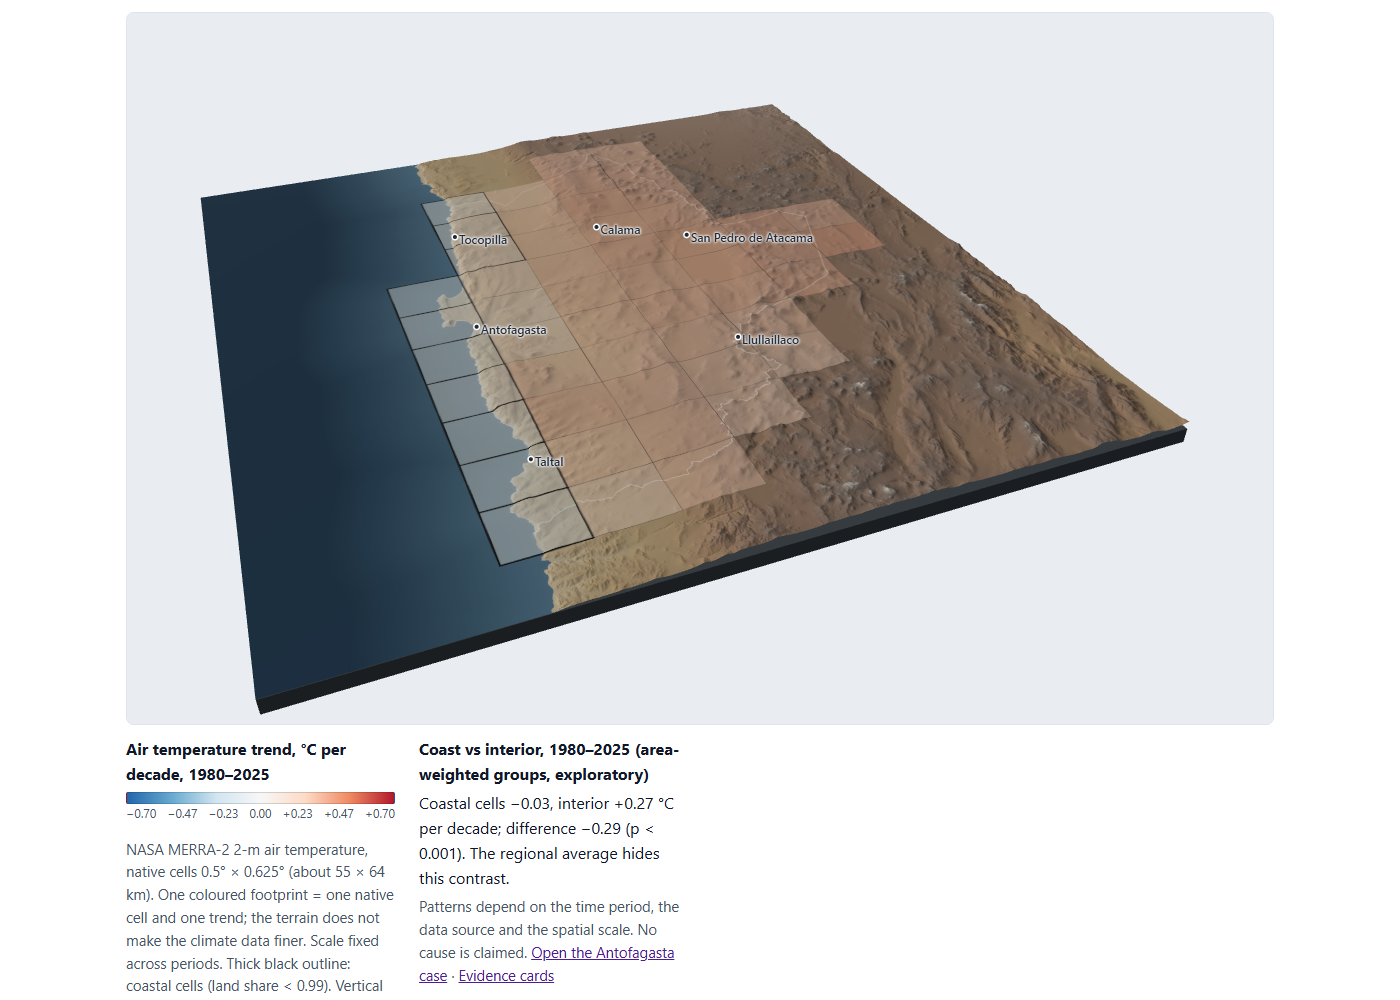 Tocopilla
Calama
San Pedro de Atacama
Antofagasta
Llullaillaco
Taltal
Air temperature trend, °C per
decade, 1980–2025
−0.70 −0.47 −0.23 0.00 +0.23 +0.47 +0.70
NASA MERRA-2 2-m air temperature,
native cells 0.5° × 0.625° (about 55 × 64
km). One coloured footprint = one native
cell and one trend; the terrain does not
make the climate data finer. Scale fixed
across periods. Thick black outline:
coastal cells (land share < 0.99). Vertical
Coast vs interior, 1980–2025 (area-
weighted groups, exploratory)
Coastal cells −0.03, interior +0.27 °C
per decade; difference −0.29 (p <
0.001). The regional average hides
this contrast.
Patterns depend on the time period, the
data source and the spatial scale. No
cause is claimed. Open the Antofagasta
case · Evidence cards